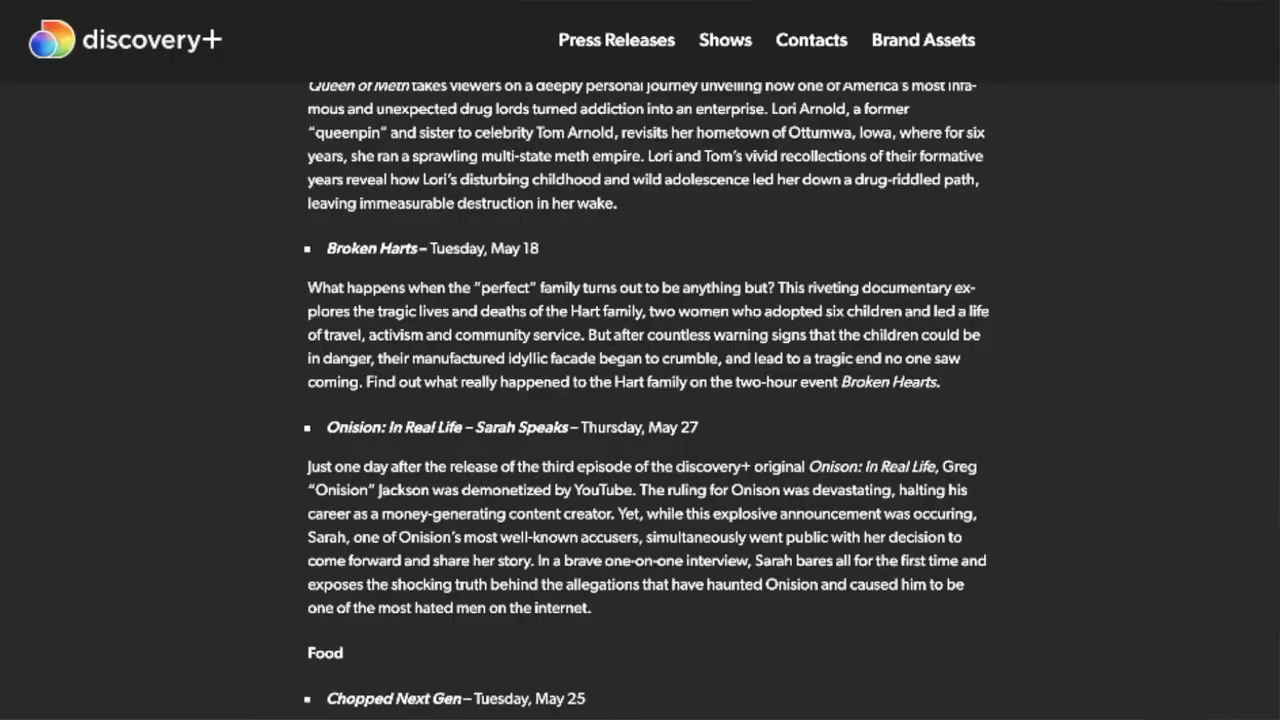 discovery+
Press Releases Shows Contacts Brand Assets
Queen of Meth takes viewers on a deeply personal journey unveiling how one of America's most infa-
mous and unexpected drug lords turned addiction into an enterprise. Lori Arnold, a former
"queenpin" and sister to celebrity Tom Arnold, revisits her hometown of Ottumwa, Iowa, where for six
years, she ran a sprawling multi-state meth empire. Lori and Tom's vivid recollections of their formative
years reveal how Lori's disturbing childhood and wild adolescence led her down a drug-riddled path,
leaving immeasurable destruction in her wake.
▪ Broken Harts – Tuesday, May 18
What happens when the "perfect" family turns out to be anything but? This riveting documentary ex-
plores the tragic lives and deaths of the Hart family, two women who adopted six children and led a life
of travel, activism and community service. But after countless warning signs that the children could be
in danger, their manufactured idyllic facade began to crumble, and lead to a tragic end no one saw
coming. Find out what really happened to the Hart family on the two-hour event Broken Hearts.
▪ Onision: In Real Life – Sarah Speaks – Thursday, May 27
Just one day after the release of the third episode of the discovery+ original Onison: In Real Life, Greg
"Onision" Jackson was demonetized by YouTube. The ruling for Onison was devastating, halting his
career as a money-generating content creator. Yet, while this explosive announcement was occuring,
Sarah, one of Onision's most well-known accusers, simultaneously went public with her decision to
come forward and share her story. In a brave one-on-one interview, Sarah bares all for the first time and
exposes the shocking truth behind the allegations that have haunted Onision and caused him to be
one of the most hated men on the internet.
Food
▪ Chopped Next Gen – Tuesday, May 25